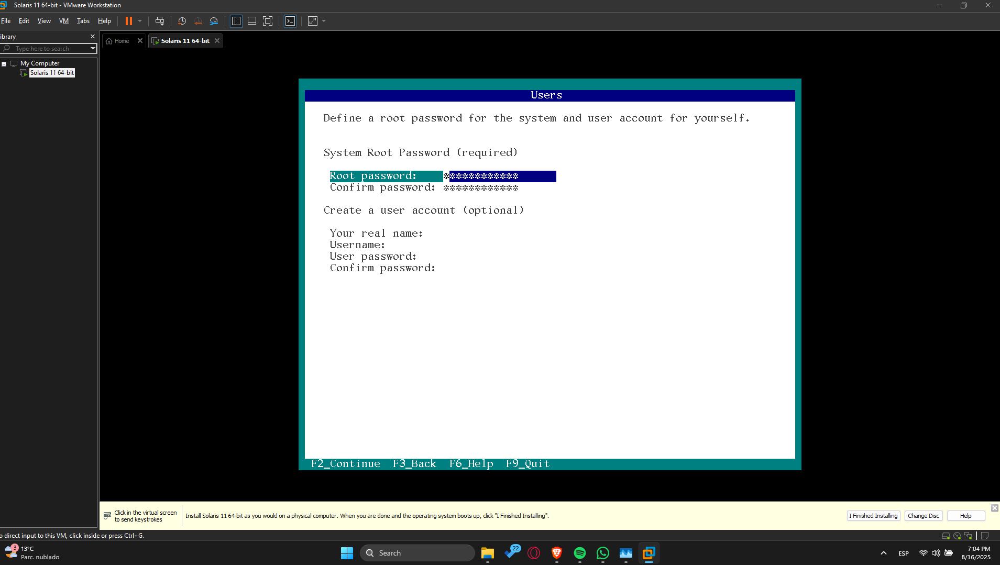 Solaris 11 64-bit - VMware Workstation
File Edit View VM Tabs Help
ibrary
Type here to search
My Computer
Solaris 11 64-bit
Home
Solaris 11 64-bit
Users
Define a root password for the system and user account for yourself.
System Root Password (required)
Root password: ************
Confirm password: ************
Create a user account (optional)
Your real name:
Username:
User password:
Confirm password:
F2_Continue F3_Back F6_Help F9_Quit
Click in the virtual screen
to send keystrokes
Install Solaris 11 64-bit as you would on a physical computer. When you are done and the operating system boots up, click "I Finished Installing".
I Finished Installing
Change Disc
Help
o direct input to this VM, click inside or press Ctrl+G.
3
13°C
Parc. nublado
Search
22
ESP
7:04 PM
8/16/2025